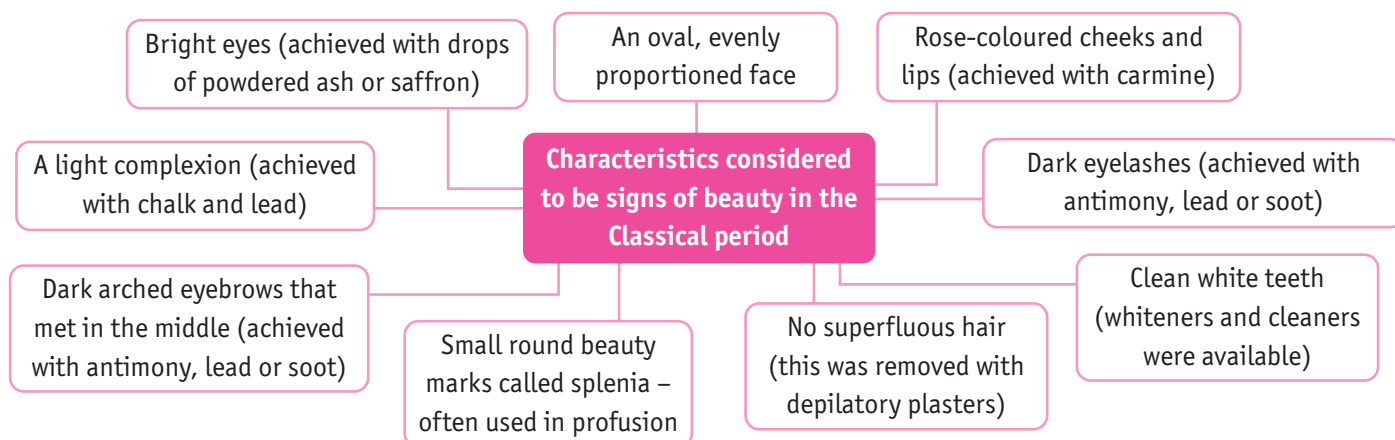 Bright eyes (achieved with drops
of powdered ash or saffron)
An oval, evenly
proportioned face
Rose-coloured cheeks and
lips (achieved with carmine)
A light complexion (achieved
with chalk and lead)
Characteristics considered
to be signs of beauty in the
Classical period
Dark eyelashes (achieved with
antimony, lead or soot)
Dark arched eyebrows that
met in the middle (achieved
with antimony, lead or soot)
Small round beauty
marks called splenia –
often used in profusion
No superfluous hair
(this was removed with
depilatory plasters)
Clean white teeth
(whiteners and cleaners
were available)